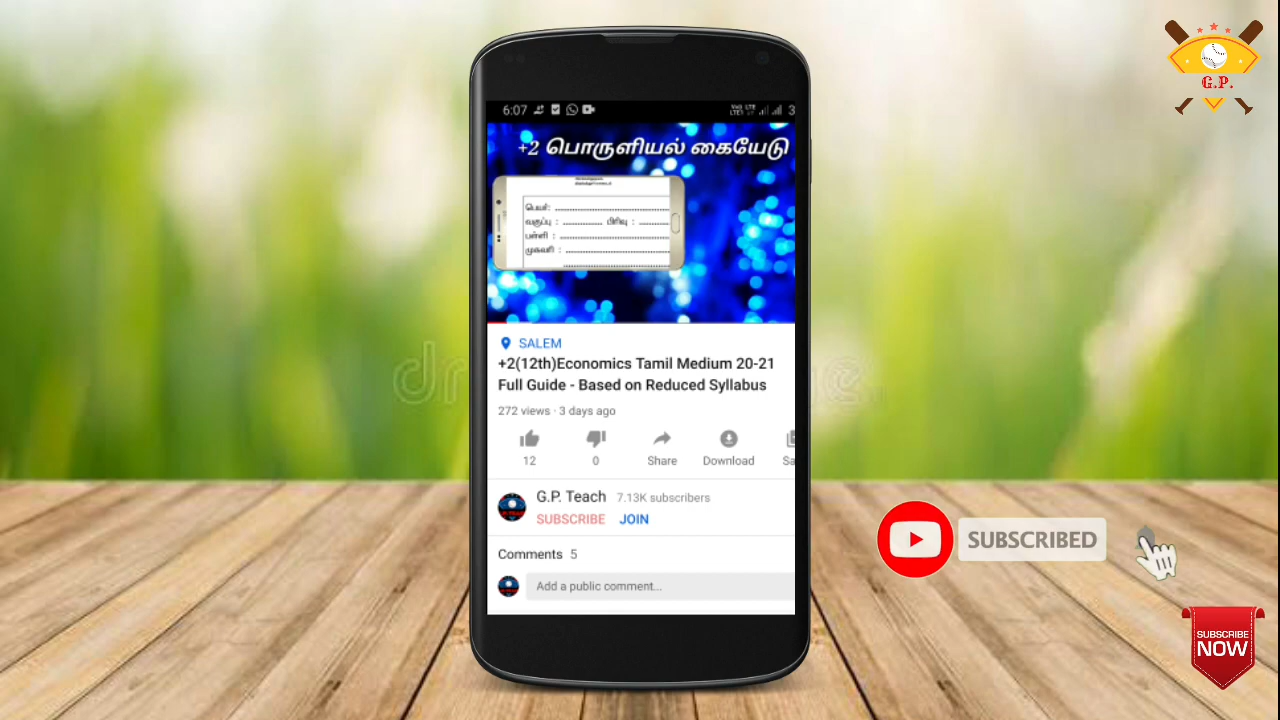 G.P.
6:07
+2 பொருளியல் கையேடு
பெயர்:
வகுப்பு : பிரிவு :
பள்ளி :
முகவரி :
SALEM
+2(12th)Economics Tamil Medium 20-21
Full Guide - Based on Reduced Syllabus
272 views · 3 days ago
12 0 Share Download
G.P. Teach 7.13K subscribers
SUBSCRIBE JOIN
Comments 5
Add a public comment...
SUBSCRIBED
SUBSCRIBE
NOW